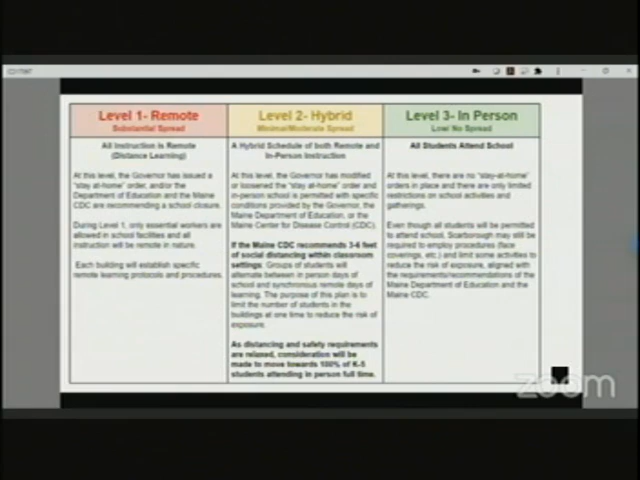 Level 1- Remote
Substantial Spread
All Instruction is Remote
(Distance Learning)
At this level, the Governor has issued a
"stay at-home" order, and/or the
Department of Education and the Maine
CDC are recommending a school closure.
During Level 1, only essential workers are
allowed in school facilities and all
instruction will be remote in nature.
Each building will establish specific
remote learning protocols and procedures.
Level 2- Hybrid
Minimal/Moderate Spread
A Hybrid Schedule of both Remote and
In-Person Instruction
At this level, the Governor has modified
or loosened the "stay at-home" order and
in-person school is permitted with specific
conditions provided by the Governor, the
Maine Department of Education, or the
Maine Center for Disease Control (CDC).
If the Maine CDC recommends 3-6 feet
of social distancing within classroom
settings: Groups of students will
alternate between in person days of
school and synchronous remote days of
learning. The purpose of this plan is to
limit the number of students in the
buildings at one time to reduce the risk of
exposure.
As distancing and safety requirements
are relaxed, consideration will be
made to move towards 100% of K-5
students attending in person full time.
Level 3- In Person
Low/ No Spread
All Students Attend School
At this level, there are no "stay-at-home"
orders in place and there are only limited
restrictions on school activities and
gatherings.
Even though all students will be permitted
to attend school, Scarborough may still be
required to employ procedures (face
coverings, etc.) and limit some activities to
reduce the risk of exposure, aligned with
the requirements/recommendations of the
Maine Department of Education and the
Maine CDC.
zoom